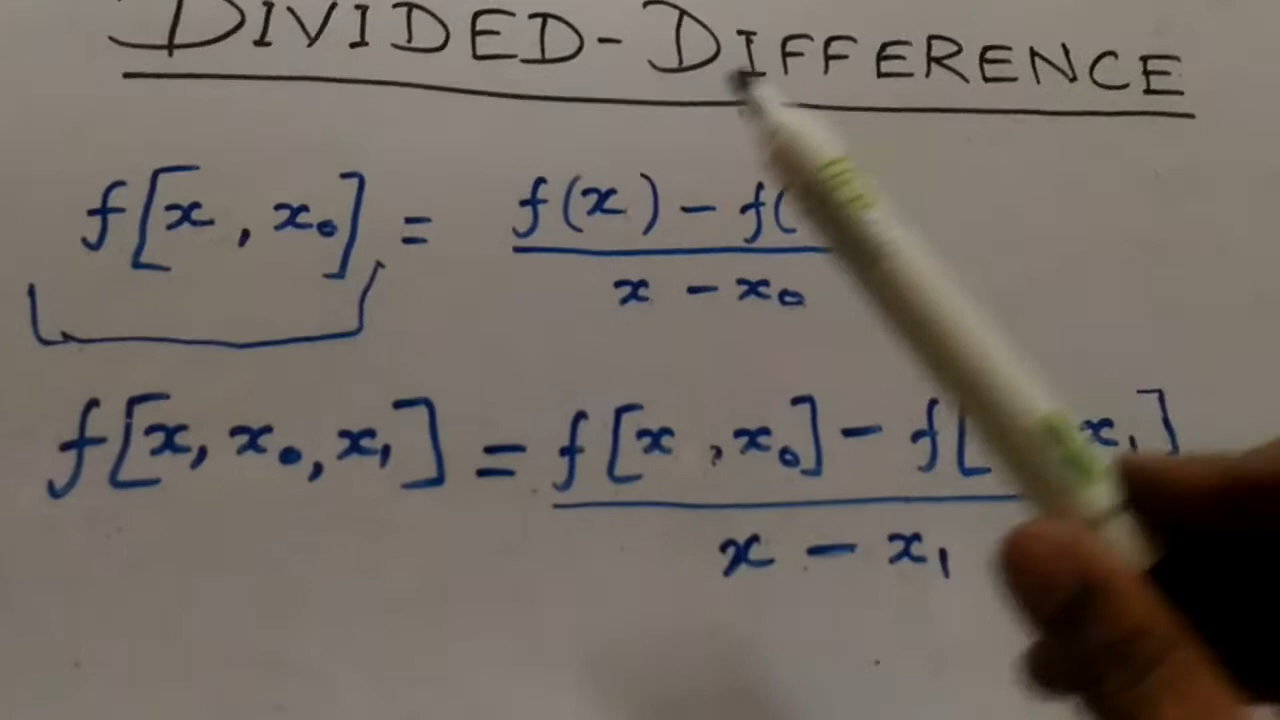 DIVIDED-DIFFERENCE
f[x, x₀] = f(x) - f(
x - x₀
f[x, x₀, x₁] = f[x, x₀] - f[ x₁]
x - x₁